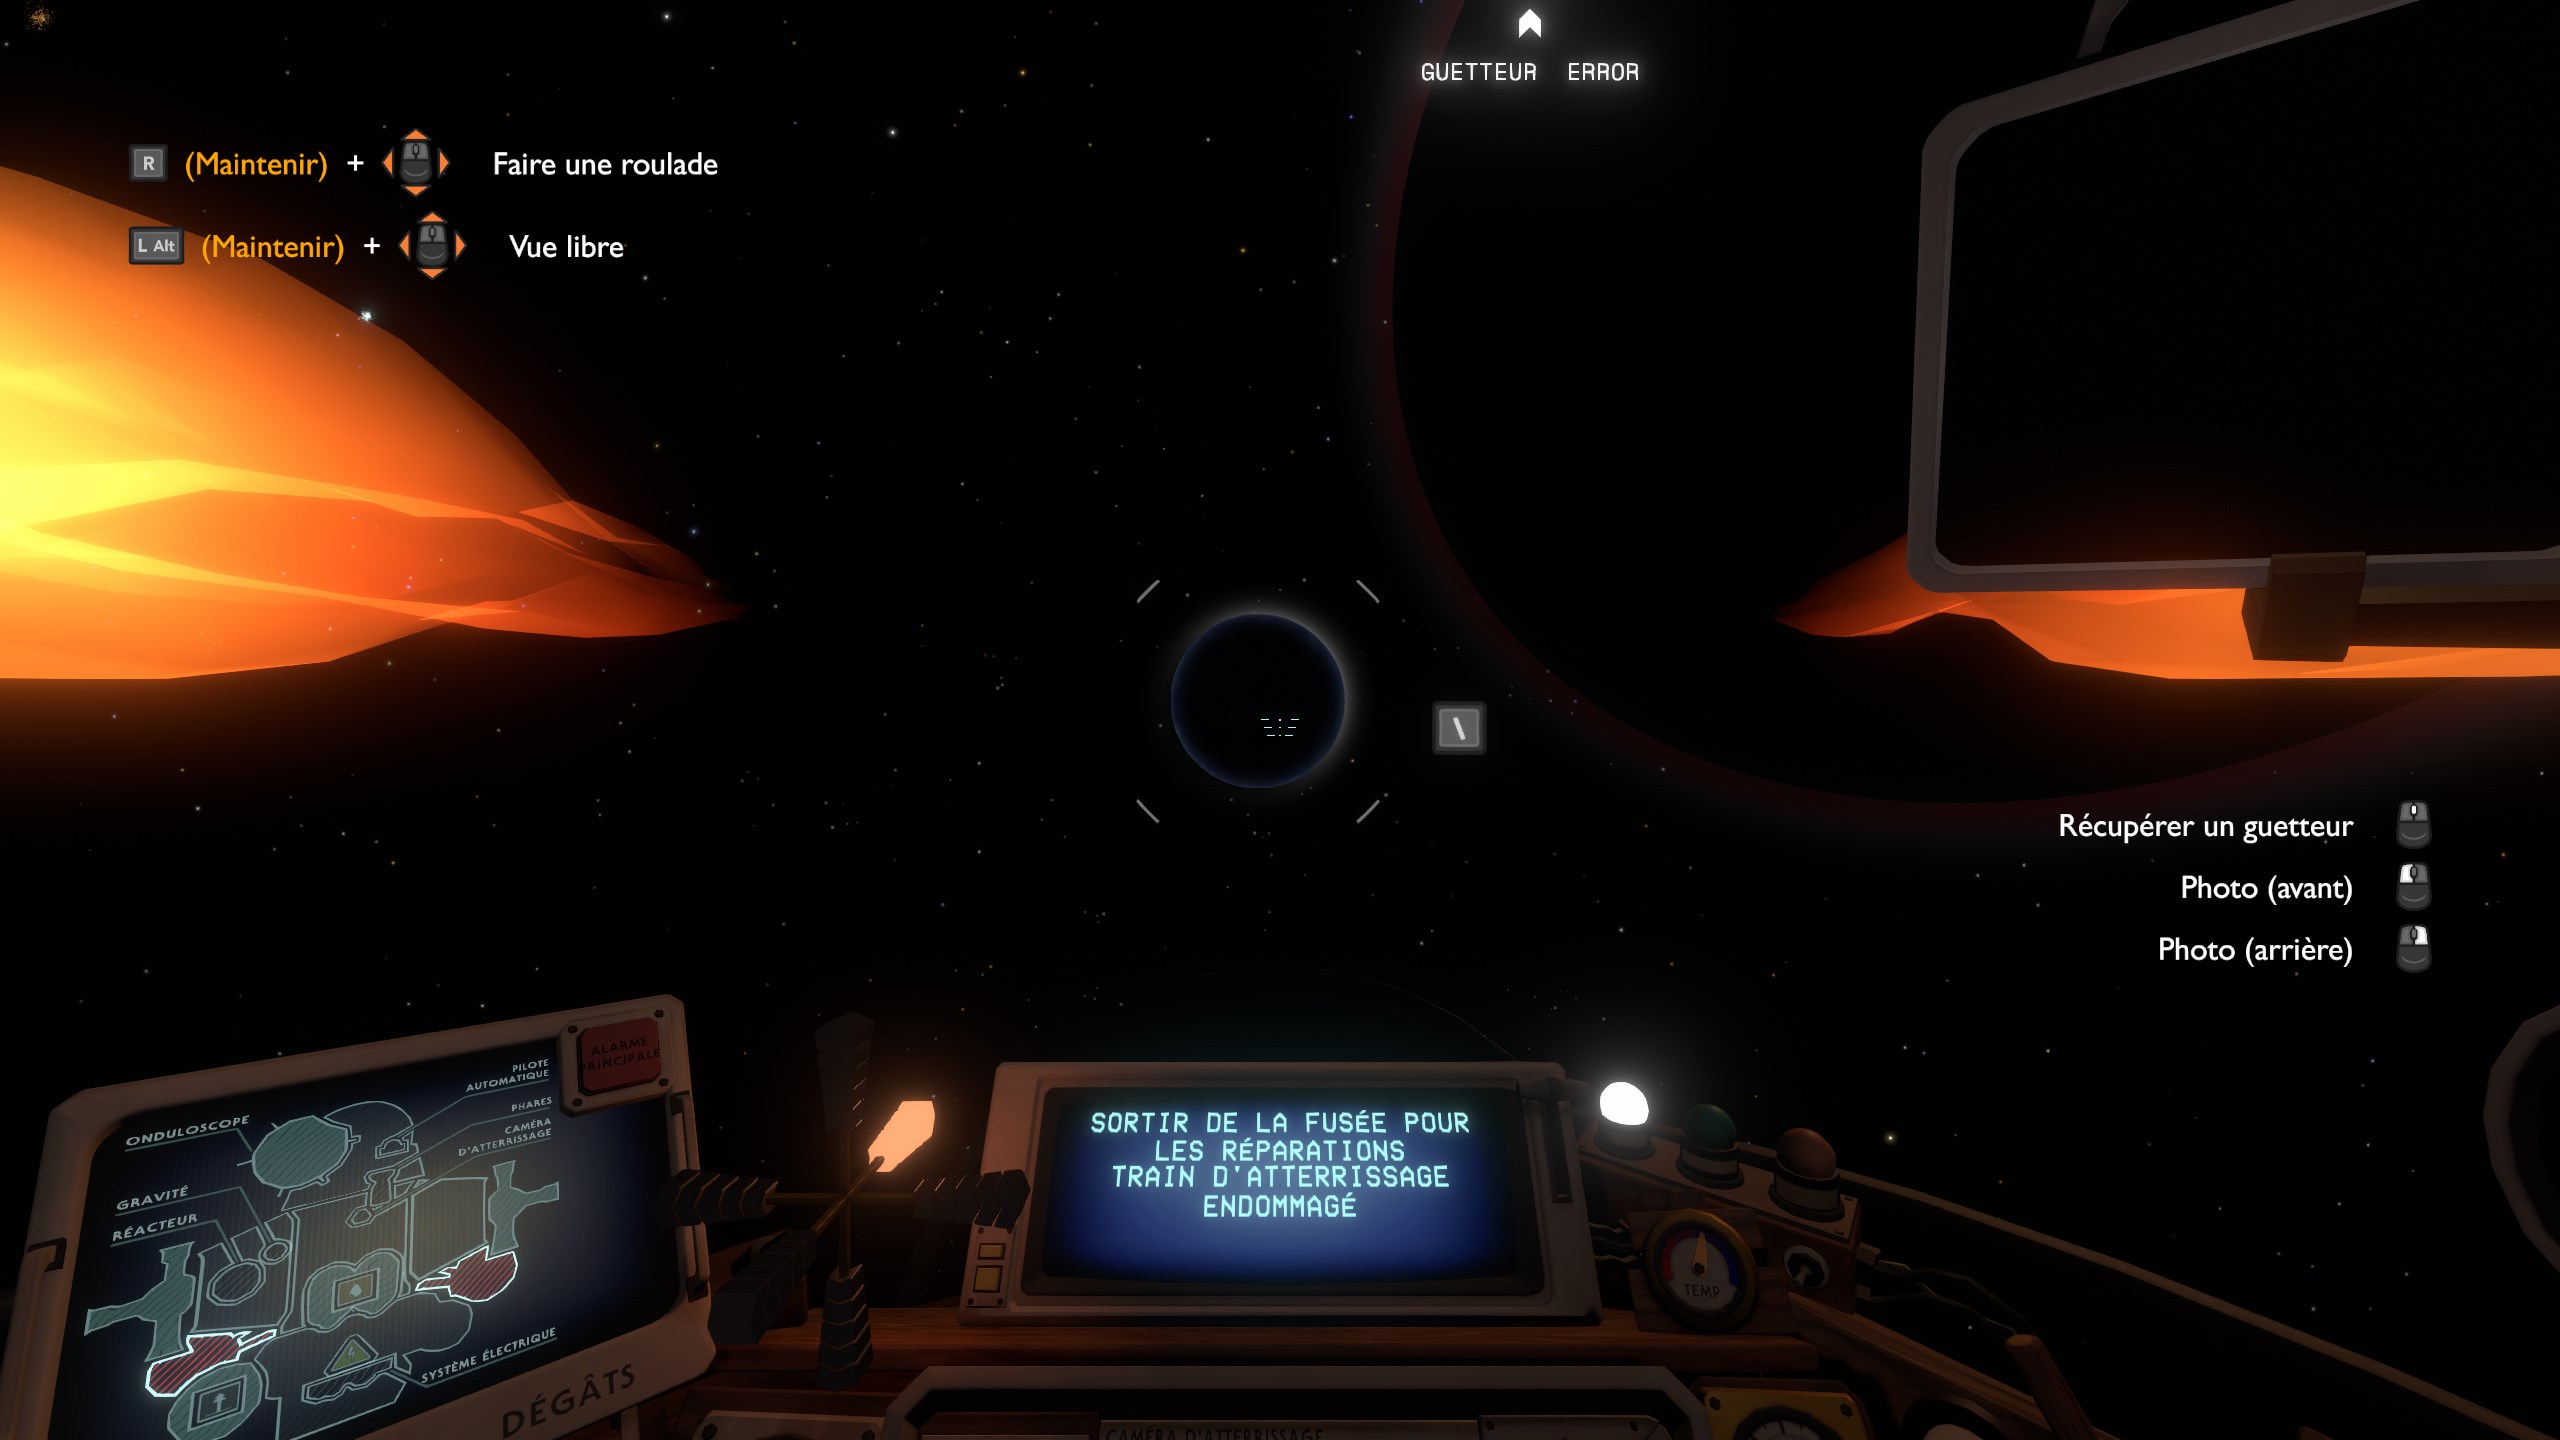 GUETTEUR ERROR
R (Maintenir) + Faire une roulade
L Alt (Maintenir) + Vue libre
\
Récupérer un guetteur
Photo (avant)
Photo (arrière)
ALARME
PRINCIPALE
PILOTE
AUTOMATIQUE
PHARES
CAMÉRA
D'ATTERRISSAGE
ONDULOSCOPE
GRAVITÉ
RÉACTEUR
SYSTÈME ÉLECTRIQUE
DÉGÂTS
SORTIR DE LA FUSÉE POUR
LES RÉPARATIONS
TRAIN D'ATTERRISSAGE
ENDOMMAGÉ
TEMP
CAMÉRA D'ATTERRISSAGE